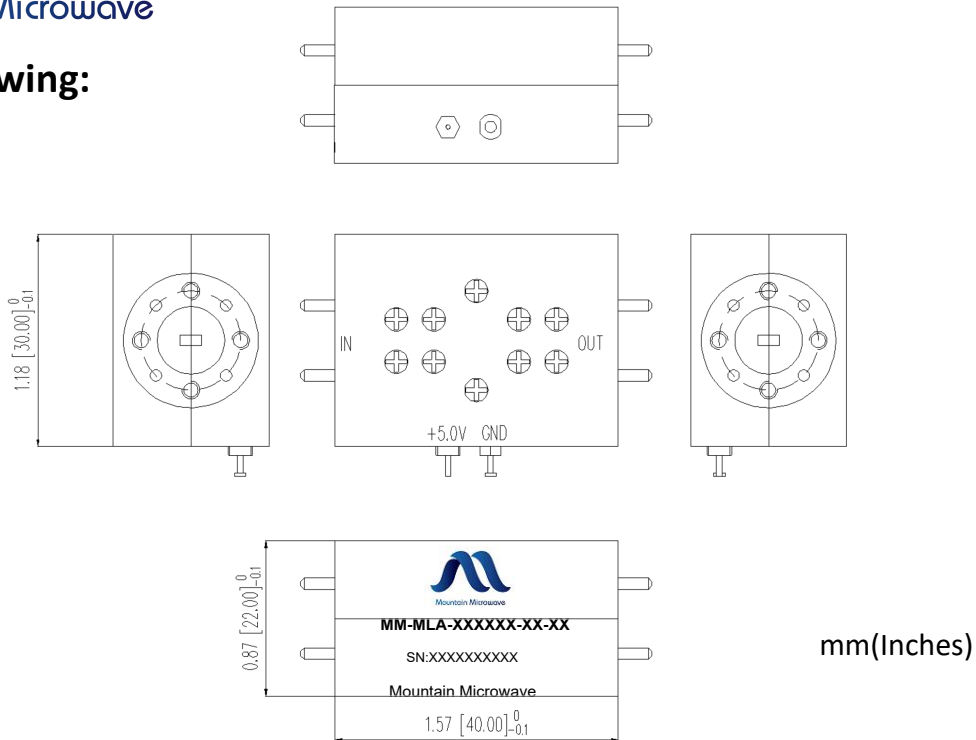 Microwave
wing:
1.18 [30.00] 0 -0.1
IN
OUT
+5.0V GND
0.87 [22.00] 0 -0.1
Mountain Microwave
MM-MLA-XXXXXX-XX-XX
SN:XXXXXXXXXX
Mountain Microwave
mm(Inches)
1.57 [40.00] 0 -0.1